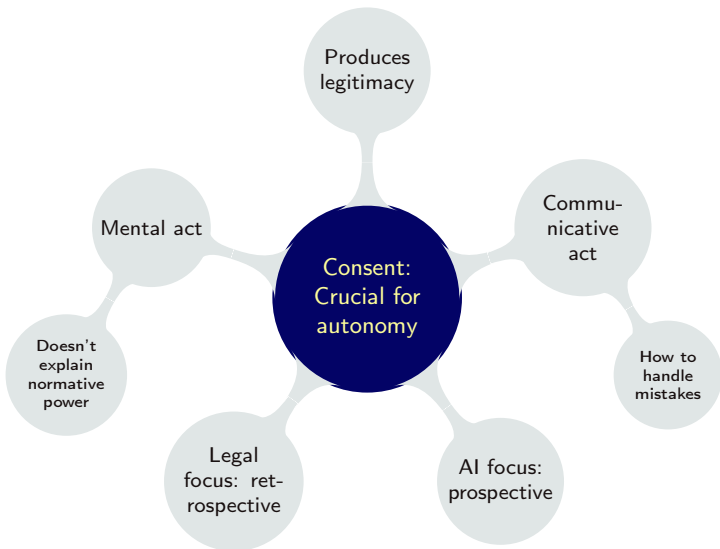 Produces
legitimacy
Mental act
Commu-
nicative
act
Consent:
Crucial for
autonomy
Doesn't
explain
normative
power
How to
handle
mistakes
Legal
focus: ret-
rospective
AI focus:
prospective